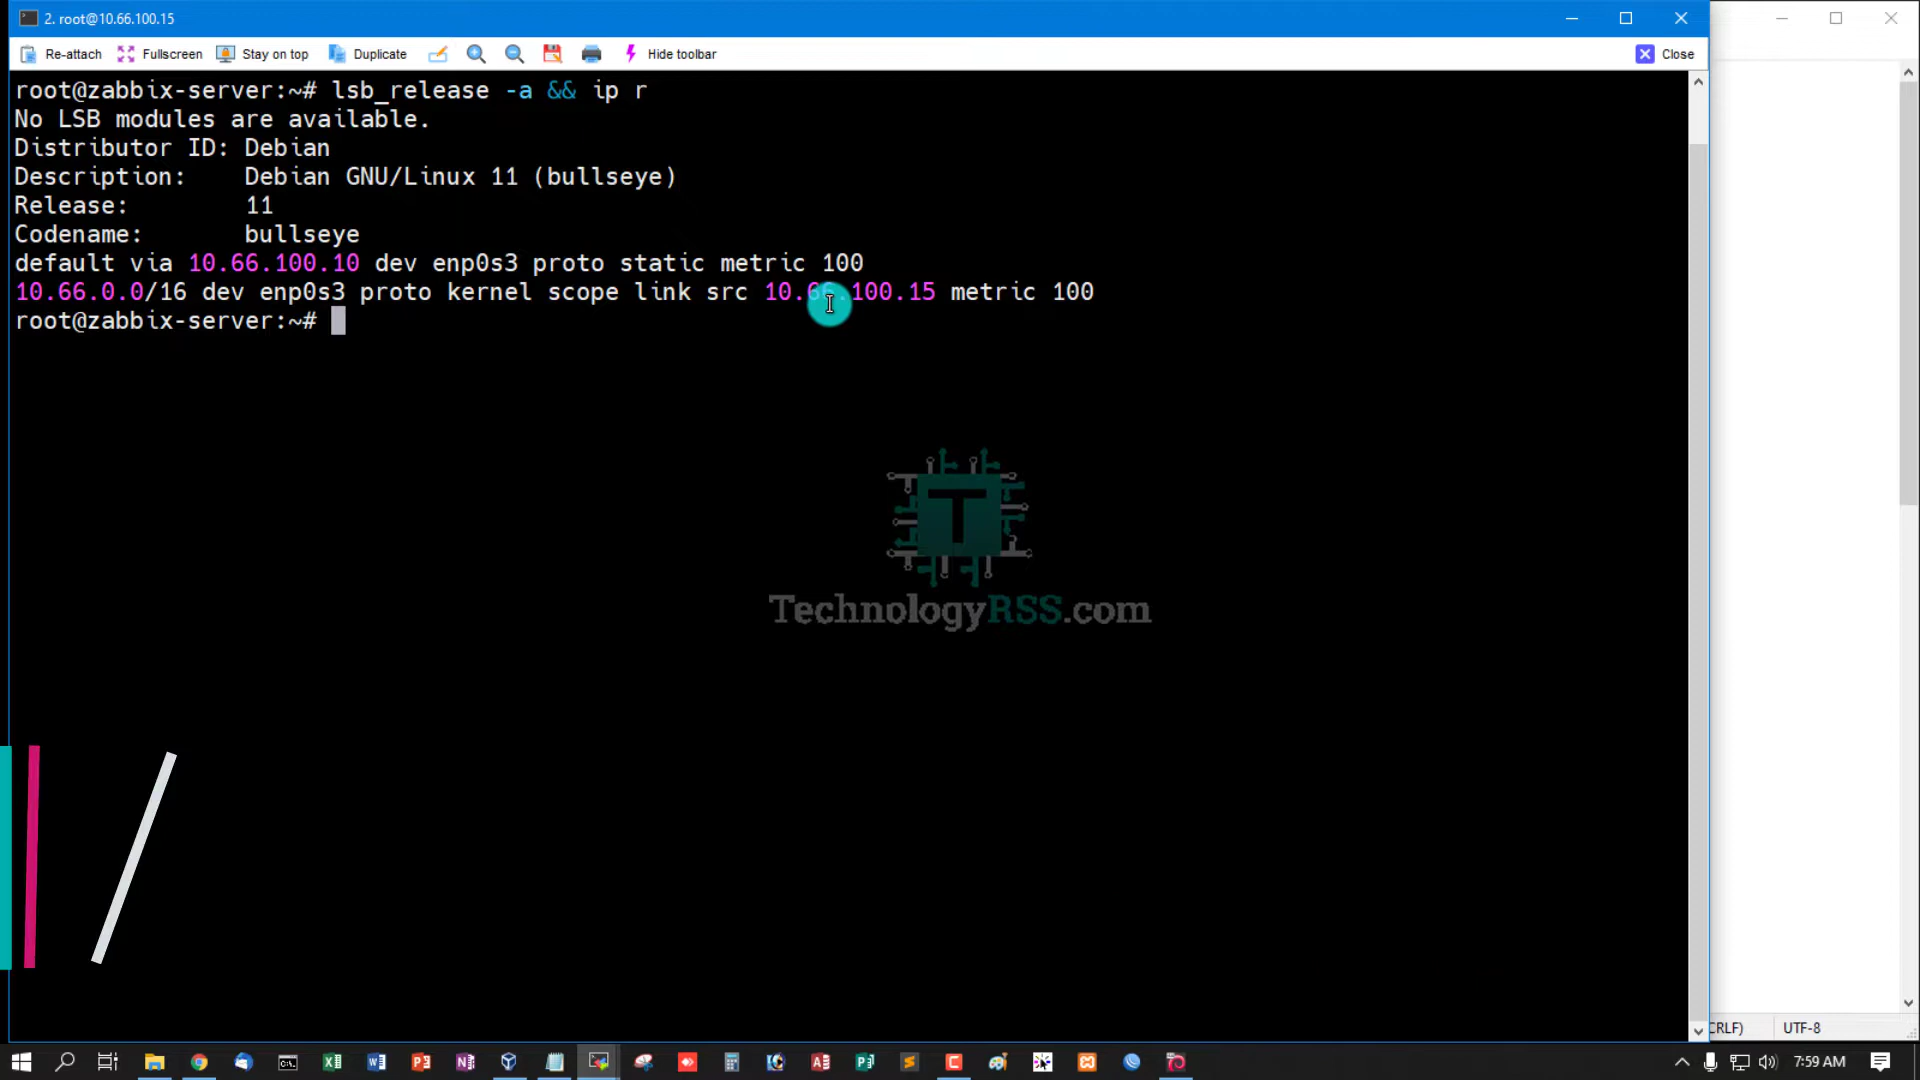 2. root@10.66.100.15
Re-attach Fullscreen Stay on top Duplicate Hide toolbar Close
root@zabbix-server:~# lsb_release -a && ip r
No LSB modules are available.
Distributor ID: Debian
Description: Debian GNU/Linux 11 (bullseye)
Release: 11
Codename: bullseye
default via 10.66.100.10 dev enp0s3 proto static metric 100
10.66.0.0/16 dev enp0s3 proto kernel scope link src 10.66.100.15 metric 100
root@zabbix-server:~#
T
TechnologyRSS.com
CRLF) UTF-8
7:59 AM